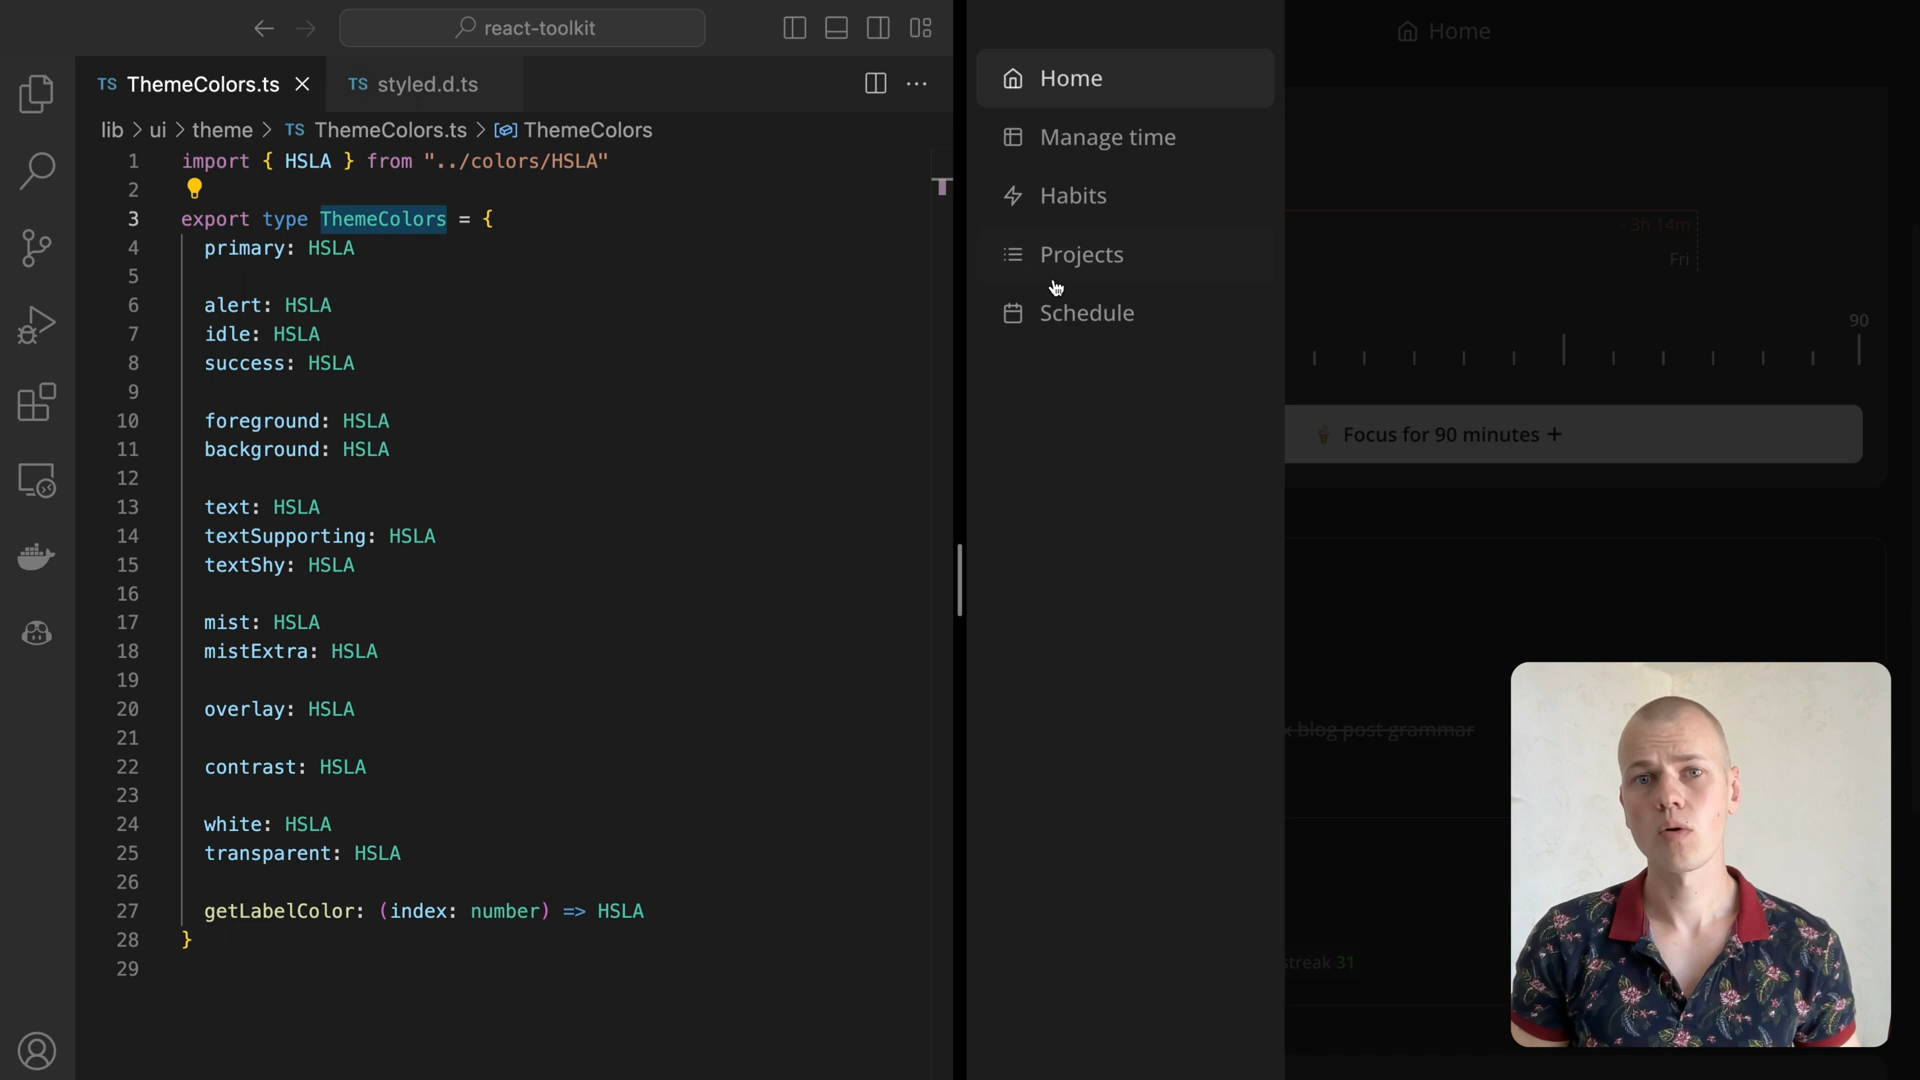 react-toolkit
TS ThemeColors.ts
TS styled.d.ts
lib > ui > theme > TS ThemeColors.ts > ThemeColors
1 import { HSLA } from "../colors/HSLA"
2
3 export type ThemeColors = {
4 primary: HSLA
5
6 alert: HSLA
7 idle: HSLA
8 success: HSLA
9
10 foreground: HSLA
11 background: HSLA
12
13 text: HSLA
14 textSupporting: HSLA
15 textShy: HSLA
16
17 mist: HSLA
18 mistExtra: HSLA
19
20 overlay: HSLA
21
22 contrast: HSLA
23
24 white: HSLA
25 transparent: HSLA
26
27 getLabelColor: (index: number) => HSLA
28 }
29
Home
Manage time
Habits
Projects
Schedule
Home
- 3h 14m
Fri
90
Focus for 90 minutes +
blog post grammar
streak 31